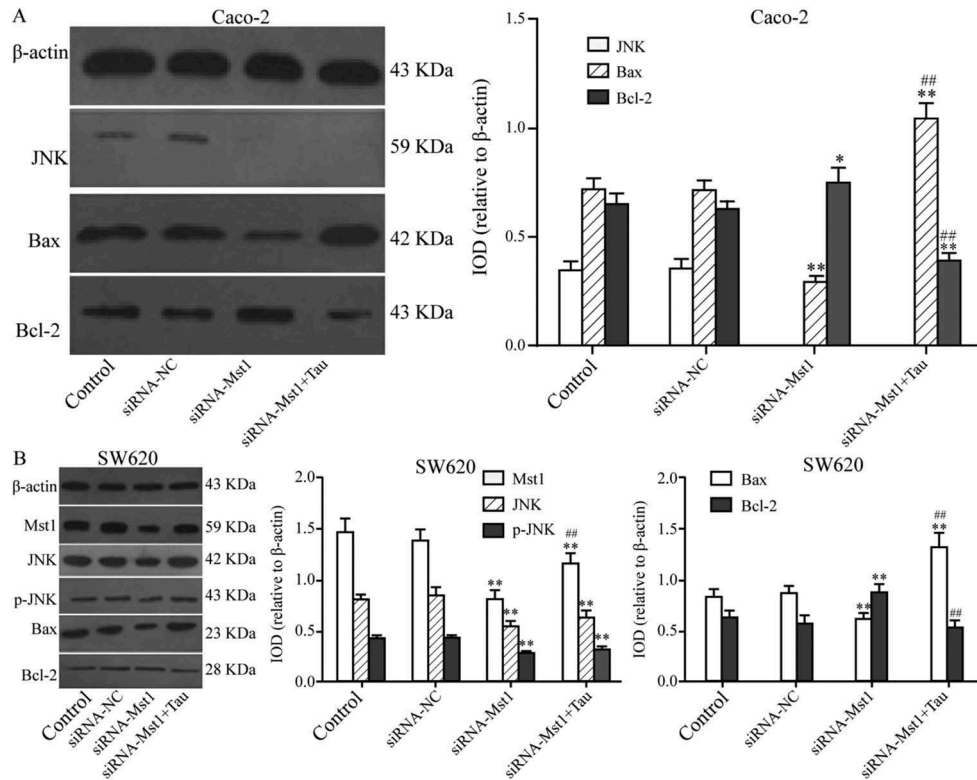 A
Caco-2
β-actin
43 KDa
JNK
59 KDa
Bax
42 KDa
Bcl-2
43 KDa
Control
siRNA-NC
siRNA-Mst1
siRNA-Mst1+Tau
Caco-2
JNK
Bax
Bcl-2
IOD (relative to β-actin)
1.5
1.0
0.5
0.0
**
*
##
**
##
**
Control
siRNA-NC
siRNA-Mst1
siRNA-Mst1+Tau
B
SW620
β-actin
43 KDa
Mst1
59 KDa
JNK
42 KDa
p-JNK
43 KDa
Bax
23 KDa
Bcl-2
28 KDa
Control
siRNA-NC
siRNA-Mst1
siRNA-Mst1+Tau
SW620
Mst1
JNK
p-JNK
IOD (relative to β-actin)
2.0
1.5
1.0
0.5
0.0
**
**
**
##
**
**
**
Control
siRNA-NC
siRNA-Mst1
siRNA-Mst1+Tau
SW620
Bax
Bcl-2
IOD (relative to β-actin)
2.0
1.5
1.0
0.5
0.0
**
**
##
**
##
Control
siRNA-NC
siRNA-Mst1
siRNA-Mst1+Tau